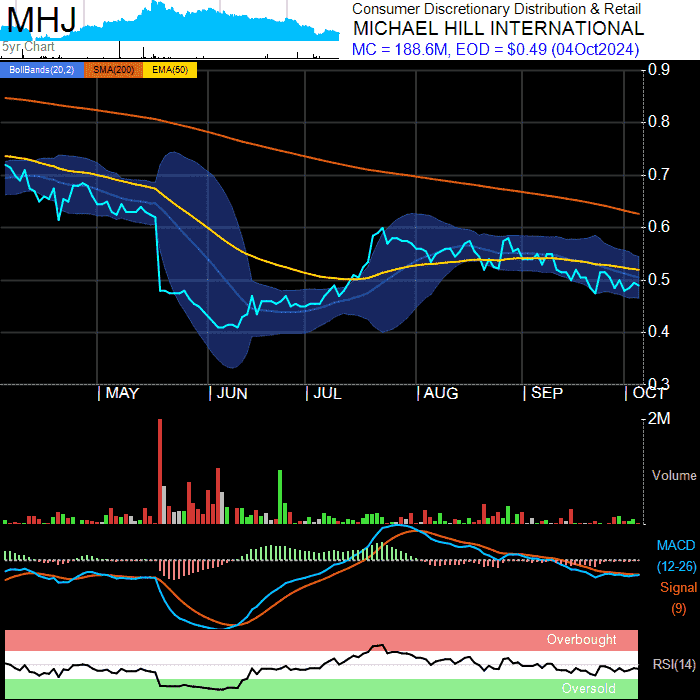 MHJ
5yr Chart
Consumer Discretionary Distribution & Retail
MICHAEL HILL INTERNATIONAL
MC = 188.6M, EOD = $0.49 (04Oct2024)
BollBands(20,2) SMA(200) EMA(50)
0.9
0.8
0.7
0.6
0.5
0.4
0.3
MAY JUN JUL AUG SEP OCT
2M
Volume
MACD
(12-26)
Signal
(9)
Overbought
RSI(14)
Oversold